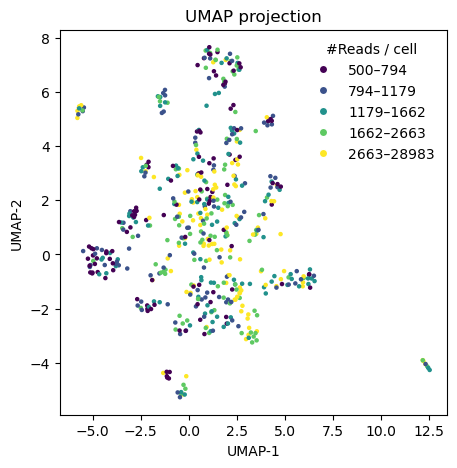 UMAP projection
#Reads / cell
500–794
794–1179
1179–1662
1662–2663
2663–28983
8
6
4
2
0
−2
−4
UMAP-2
−5.0 −2.5 0.0 2.5 5.0 7.5 10.0 12.5
UMAP-1